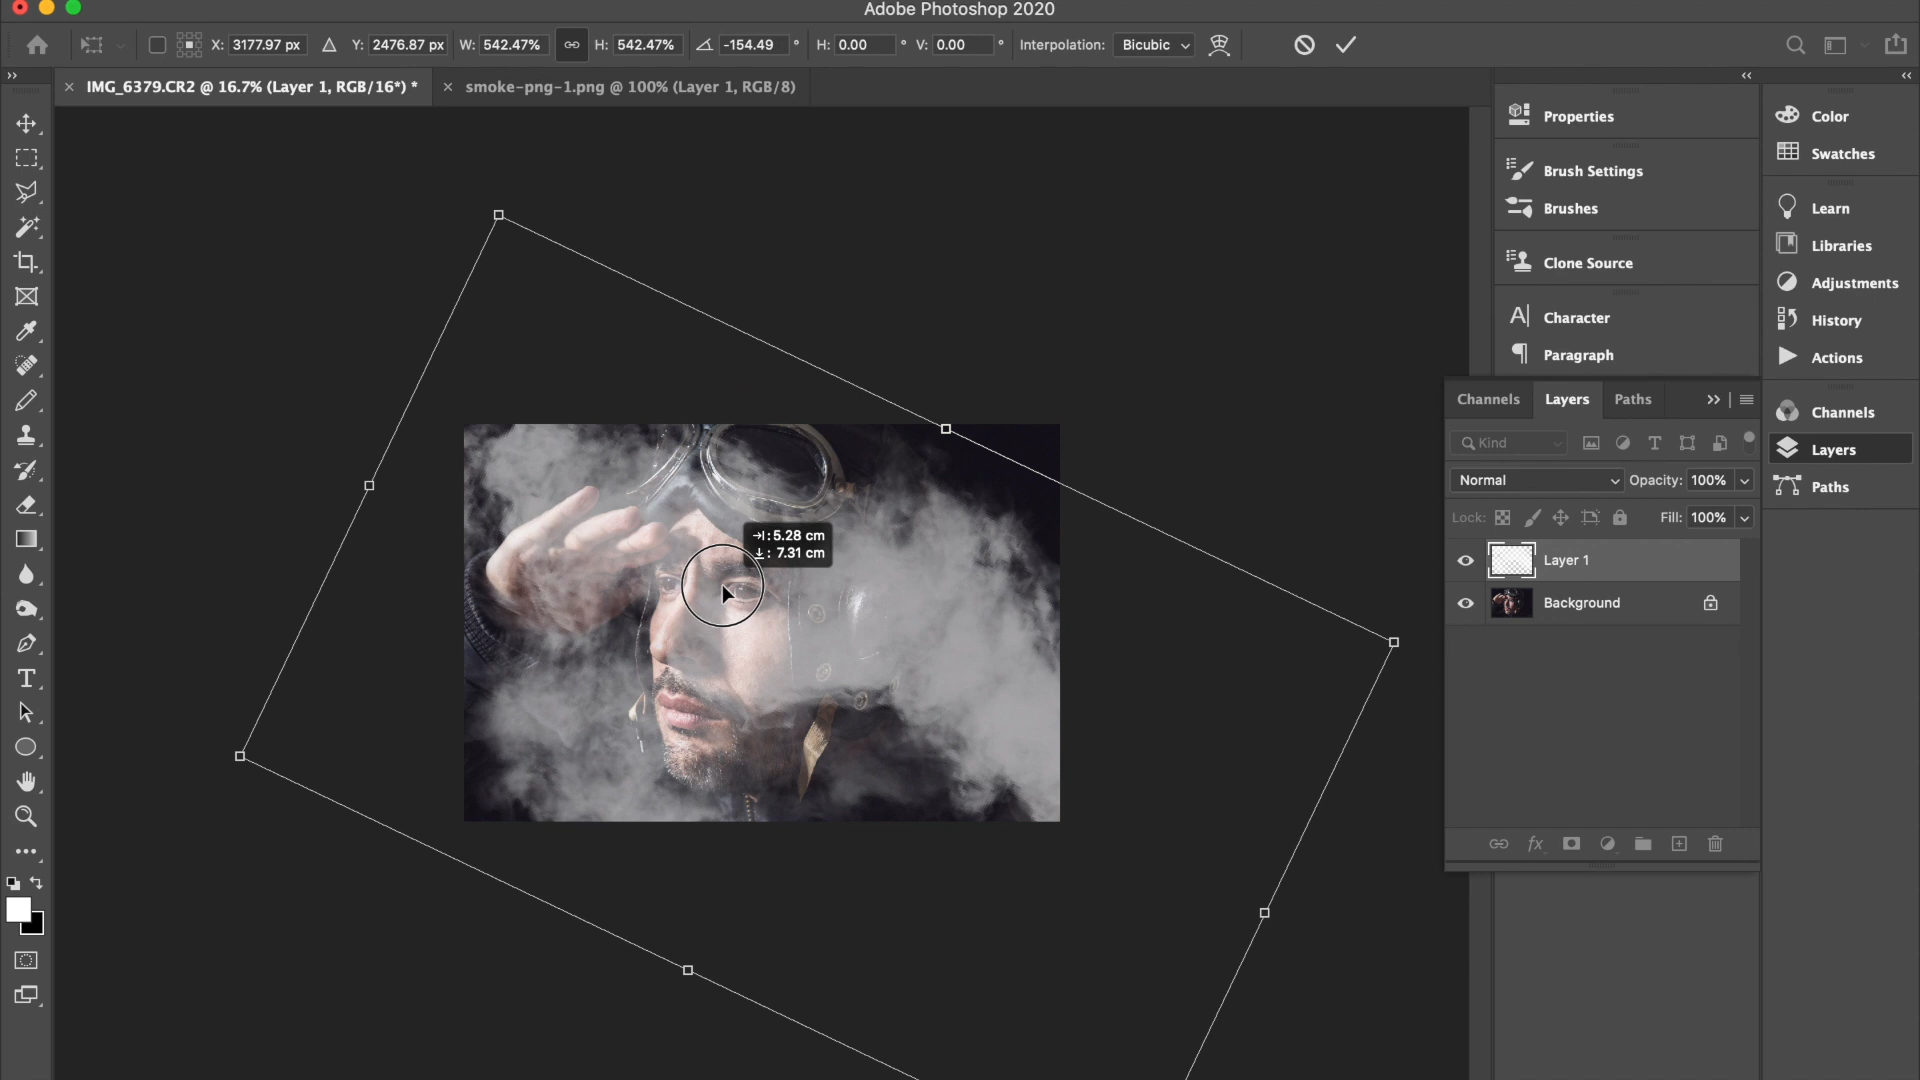 Adobe Photoshop 2020
X: 3177.97 px Y: 2476.87 px W: 542.47% H: 542.47% -154.49 ° H: 0.00 ° V: 0.00 ° Interpolation: Bicubic
IMG_6379.CR2 @ 16.7% (Layer 1, RGB/16*) *
smoke-png-1.png @ 100% (Layer 1, RGB/8)
Properties
Brush Settings
Brushes
Clone Source
Character
Paragraph
Color
Swatches
Learn
Libraries
Adjustments
History
Actions
Channels
Layers
Paths
Channels Layers Paths
Kind
Normal Opacity: 100%
Lock: Fill: 100%
Layer 1
Background
: 5.28 cm
: 7.31 cm